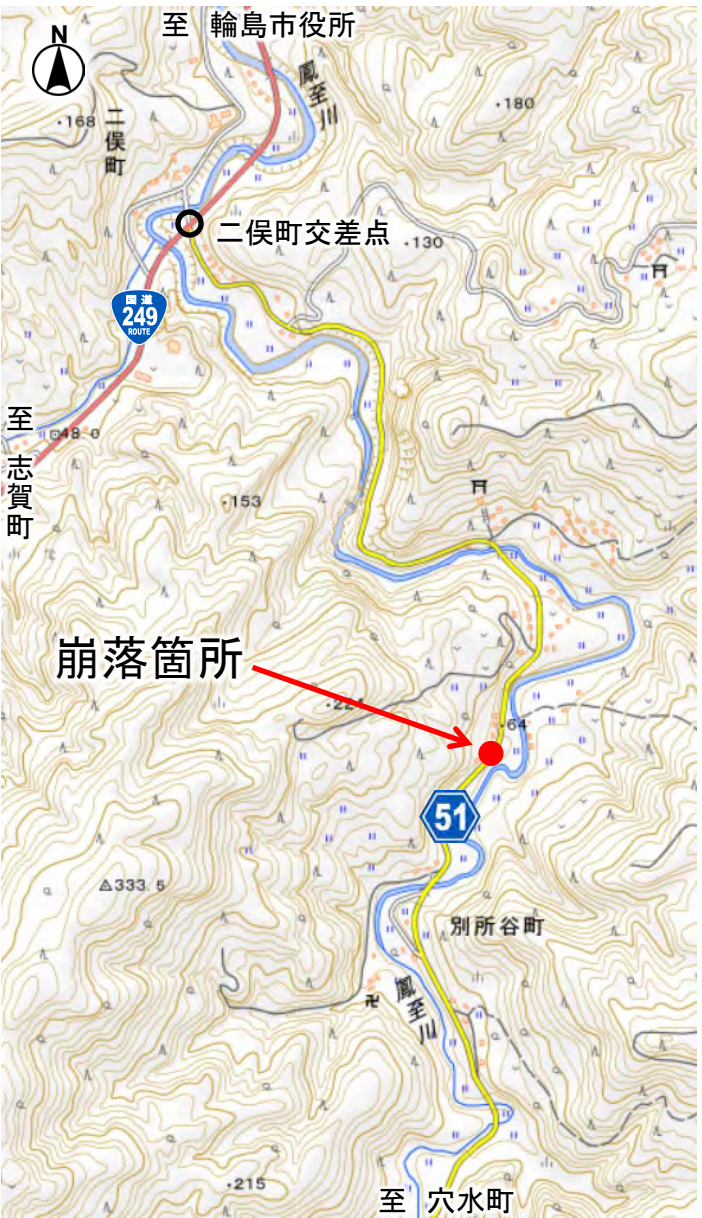 至 輪島市役所
N
鳳至川
・180
・168
二俣町
二俣町交差点
・130
国道
249
ROUTE
至 志賀町
48.0
・153
崩落箇所
・224
・64
51
△333.5
別所谷町
鳳至川
・215
至 穴水町